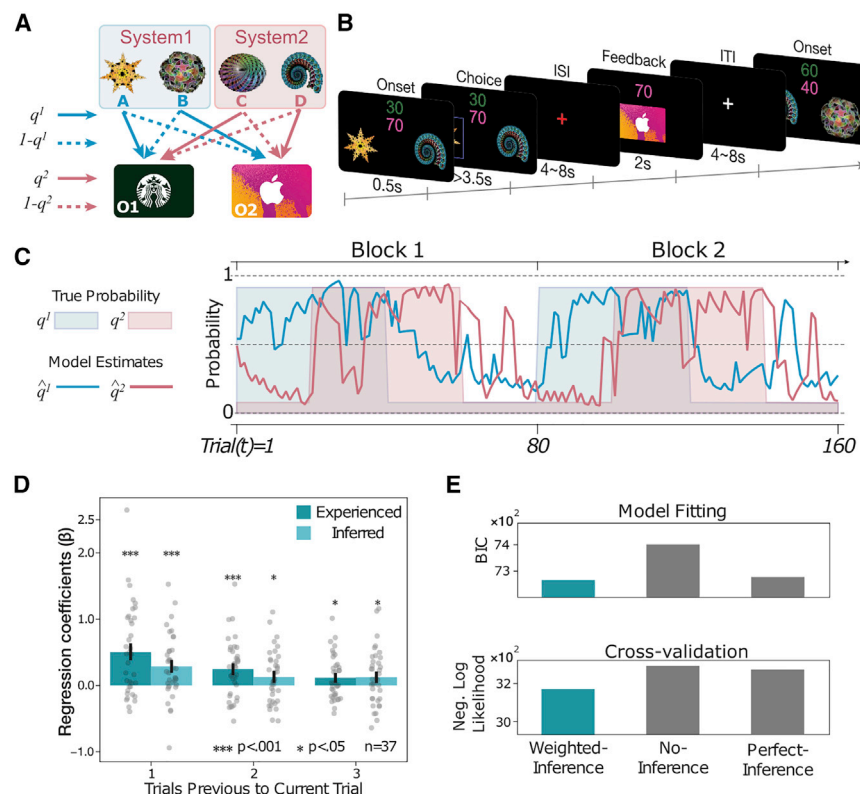 A
System1
System2
A
B
C
D
q1
1-q1
q2
1-q2
O1
O2
B
Onset
30
70
0.5s
Choice
30
70
>3.5s
ISI
+
4~8s
Feedback
70
2s
ITI
+
4~8s
Onset
60
40
C
Block 1
Block 2
True Probability
q1
q2
Model Estimates
q̂1
q̂2
Probability
1
0
Trial(t)=1
80
160
D
Regression coefficients (β)
2.5
2.0
1.0
0.0
−1.0
Experienced
Inferred
***
***
***
*
*
*
*** p<.001
* p<.05
n=37
1
2
3
Trials Previous to Current Trial
E
Model Fitting
×10²
BIC
74
73
Cross-validation
×10²
Neg. Log
Likelihood
32
30
Weighted-
Inference
No-
Inference
Perfect-
Inference